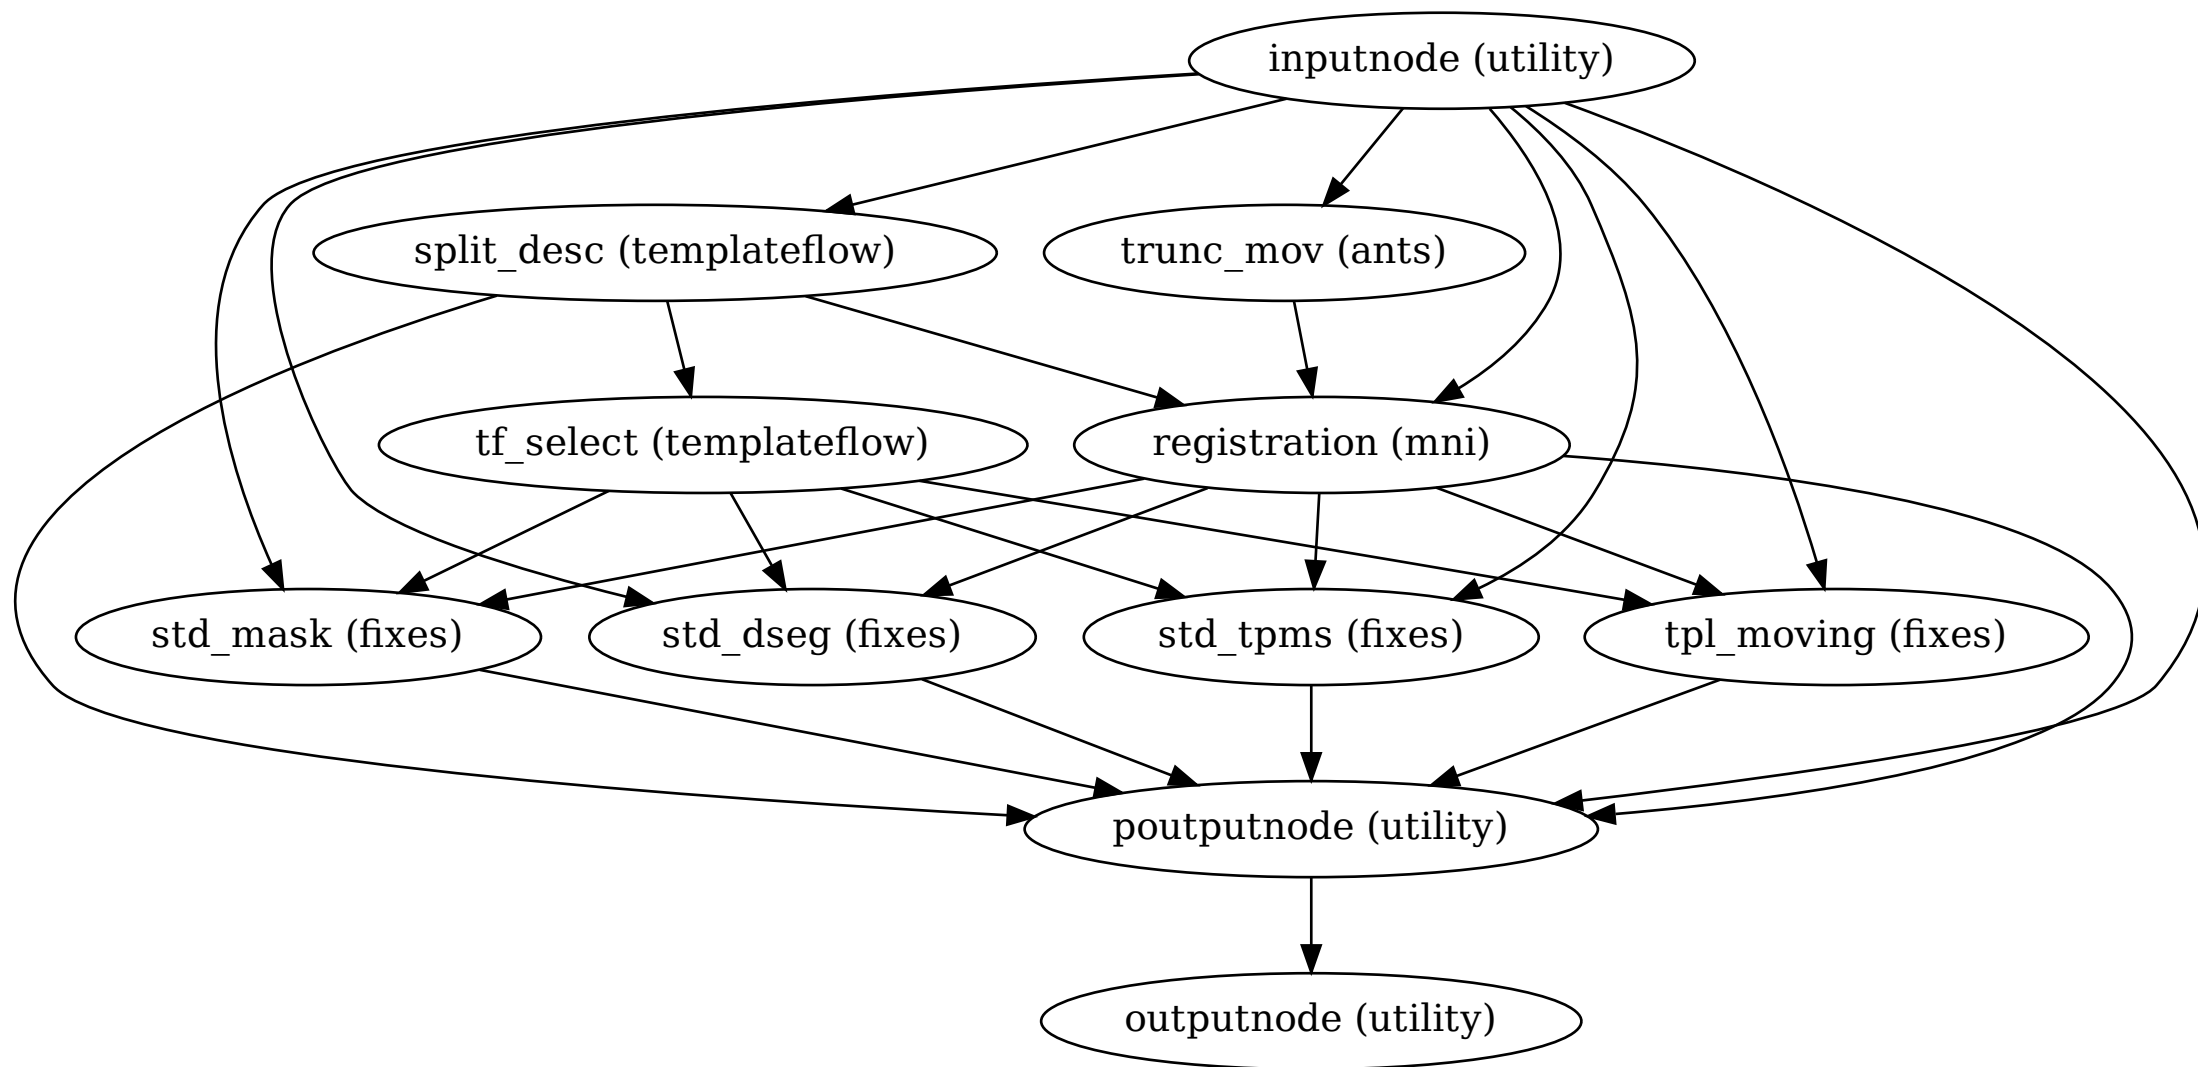 inputnode (utility)
split_desc (templateflow)
trunc_mov (ants)
tf_select (templateflow)
registration (mni)
std_mask (fixes)
std_dseg (fixes)
std_tpms (fixes)
tpl_moving (fixes)
poutputnode (utility)
outputnode (utility)